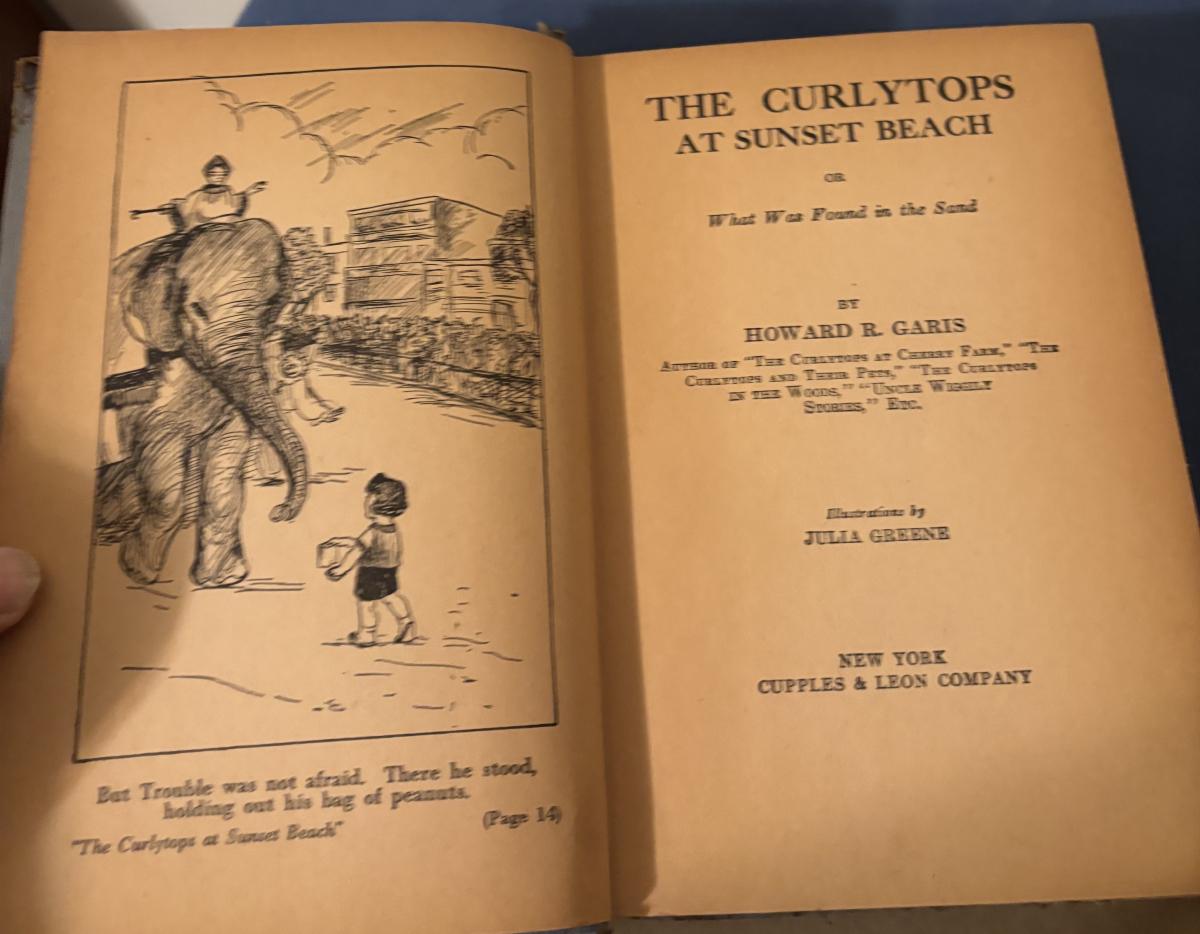 But Trouble was not afraid. There he stood,
holding out his bag of peanuts.
(Page 14)
"The Curlytops at Sunset Beach"
THE CURLYTOPS
AT SUNSET BEACH
OR
What Was Found in the Sand
BY
HOWARD R. GARIS
AUTHOR OF "THE CURLYTOPS AT CHERRY FARM," "THE
CURLYTOPS AND THEIR PETS," "THE CURLYTOPS
IN THE WOODS," "UNCLE WIGGILY
STORIES," ETC.
Illustrations by
JULIA GREENE
NEW YORK
CUPPLES & LEON COMPANY